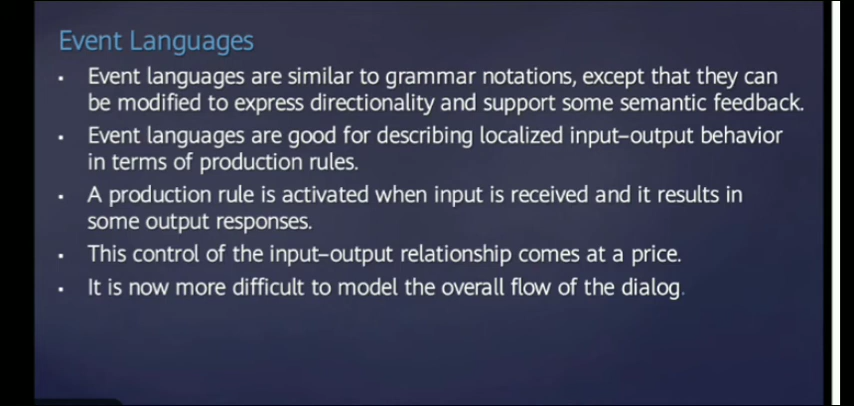 Event Languages
• Event languages are similar to grammar notations, except that they can
be modified to express directionality and support some semantic feedback.
• Event languages are good for describing localized input–output behavior
in terms of production rules.
• A production rule is activated when input is received and it results in
some output responses.
• This control of the input–output relationship comes at a price.
• It is now more difficult to model the overall flow of the dialog.